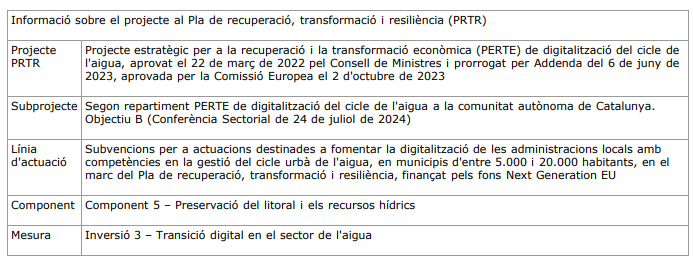 Informació sobre el projecte al Pla de recuperació, transformació i resiliència (PRTR)
Projecte PRTR
Projecte estratègic per a la recuperació i la transformació econòmica (PERTE) de digitalització del cicle de
l'aigua, aprovat el 22 de març de 2022 pel Consell de Ministres i prorrogat per Addenda del 6 de juny de
2023, aprovada per la Comissió Europea el 2 d'octubre de 2023
Subprojecte
Segon repartiment PERTE de digitalització del cicle de l'aigua a la comunitat autònoma de Catalunya.
Objectiu B (Conferència Sectorial de 24 de juliol de 2024)
Línia
d'actuació
Subvencions per a actuacions destinades a fomentar la digitalització de les administracions locals amb
competències en la gestió del cicle urbà de l'aigua, en municipis d'entre 5.000 i 20.000 habitants, en el
marc del Pla de recuperació, transformació i resiliència, finançat pels fons Next Generation EU
Component
Component 5 – Preservació del litoral i els recursos hídrics
Mesura
Inversió 3 – Transició digital en el sector de l'aigua